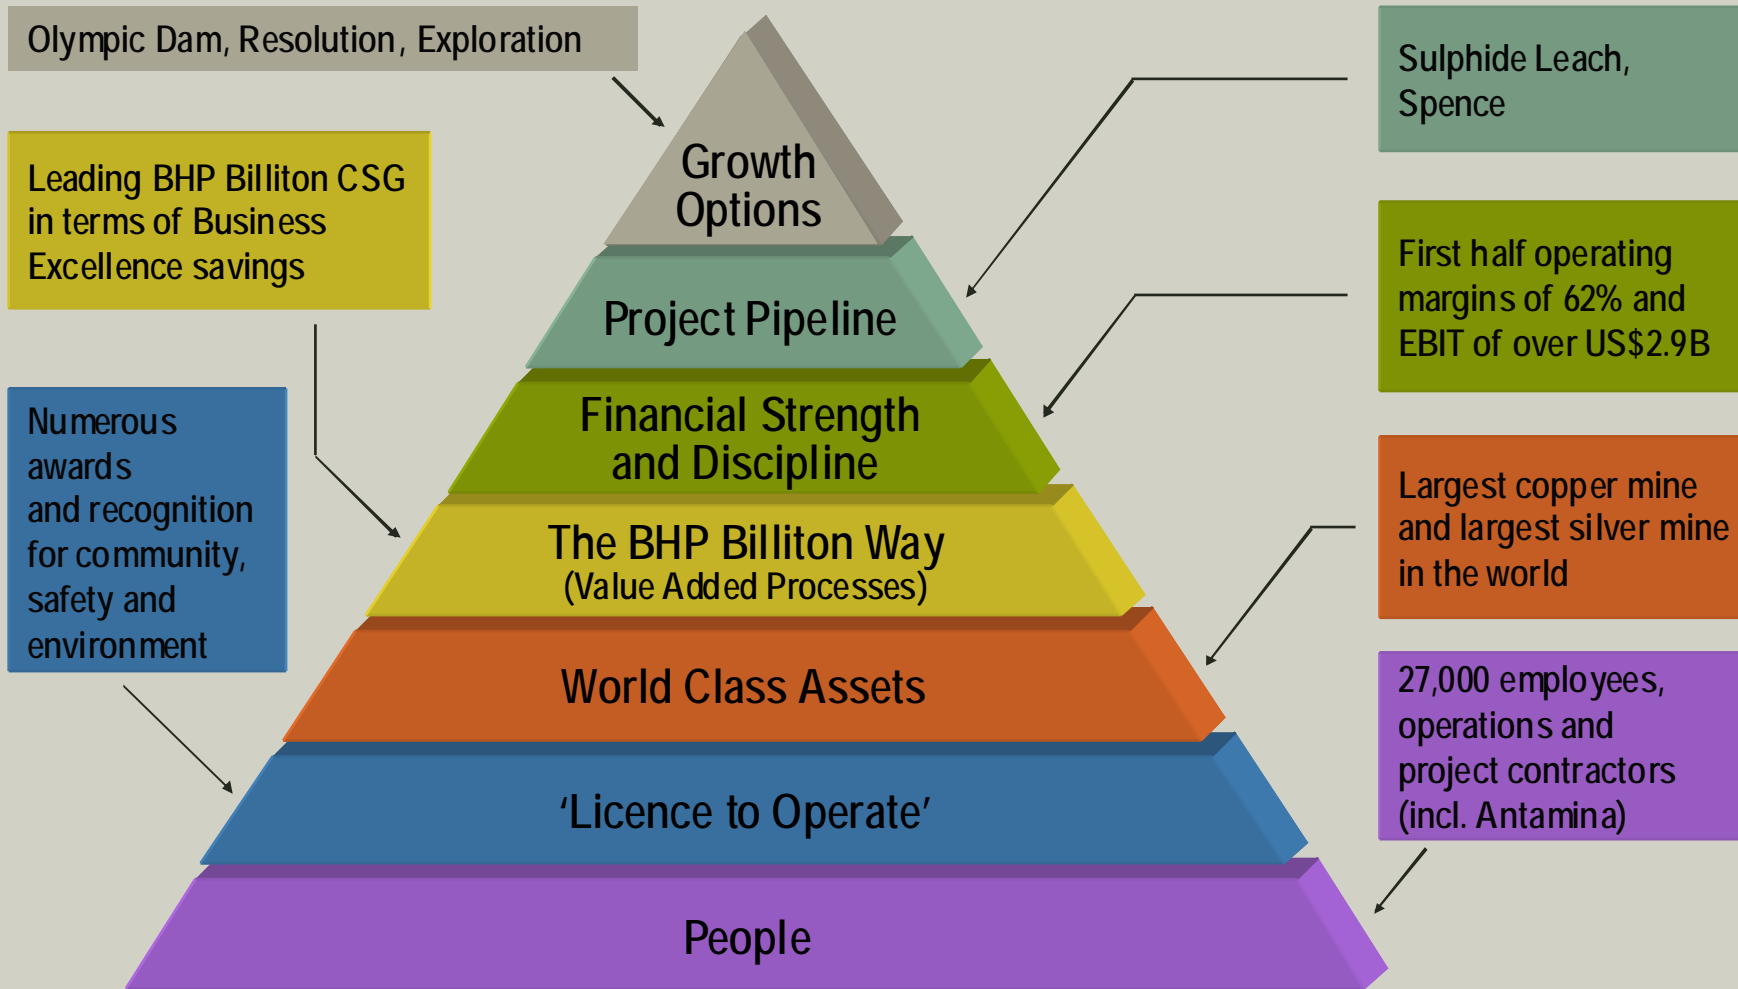 Olympic Dam, Resolution, Exploration
Leading BHP Billiton CSG
in terms of Business
Excellence savings
Numerous
awards
and recognition
for community,
safety and
environment
Growth
Options
Project Pipeline
Financial Strength
and Discipline
The BHP Billiton Way
(Value Added Processes)
World Class Assets
‘Licence to Operate’
People
Sulphide Leach,
Spence
First half operating
margins of 62% and
EBIT of over US$2.9B
Largest copper mine
and largest silver mine
in the world
27,000 employees,
operations and
project contractors
(incl. Antamina)